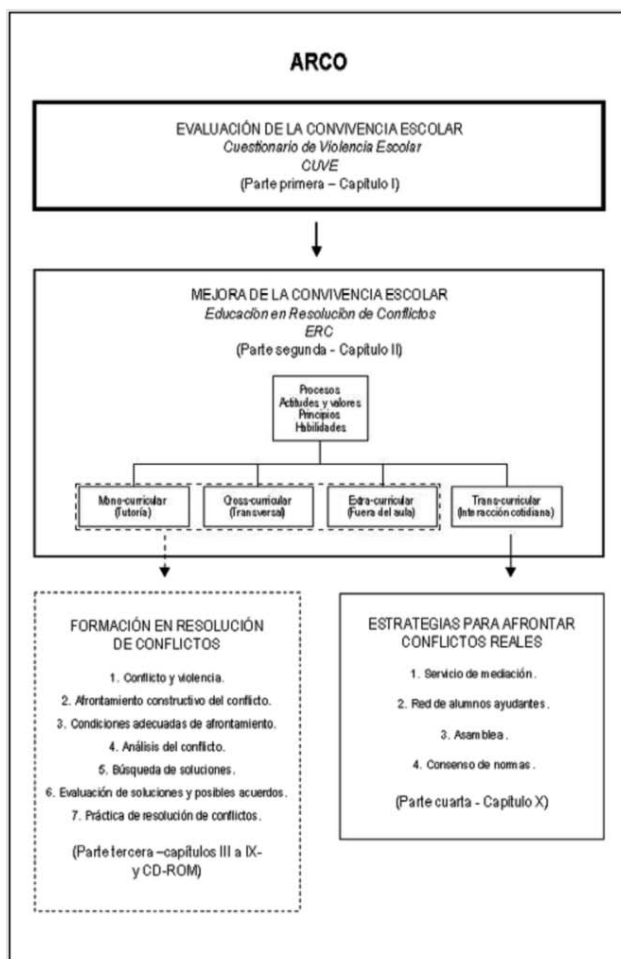 ARCO
EVALUACIÓN DE LA CONVIVENCIA ESCOLAR
Cuestionario de Violencia Escolar
CUVE
(Parte primera – Capítulo I)
MEJORA DE LA CONVIVENCIA ESCOLAR
Educación en Resolución de Conflictos
ERC
(Parte segunda - Capítulo II)
Procesos
Actitudes y valores
Principios
Habilidades
Mono-curricular
(Tutoría)
Cross-curricular
(Transversal)
Extra-curricular
(Fuera del aula)
Trans-curricular
(Interacción cotidiana)
FORMACIÓN EN RESOLUCIÓN
DE CONFLICTOS
1. Conflicto y violencia.
2. Afrontamiento constructivo del conflicto.
3. Condiciones adecuadas de afrontamiento.
4. Análisis del conflicto.
5. Búsqueda de soluciones.
6. Evaluación de soluciones y posibles acuerdos.
7. Práctica de resolución de conflictos.
(Parte tercera –capítulos III a IX-
y CD-ROM)
ESTRATEGIAS PARA AFRONTAR
CONFLICTOS REALES
1. Servicio de mediación.
2. Red de alumnos ayudantes.
3. Asamblea.
4. Consenso de normas.
(Parte cuarta - Capítulo X)